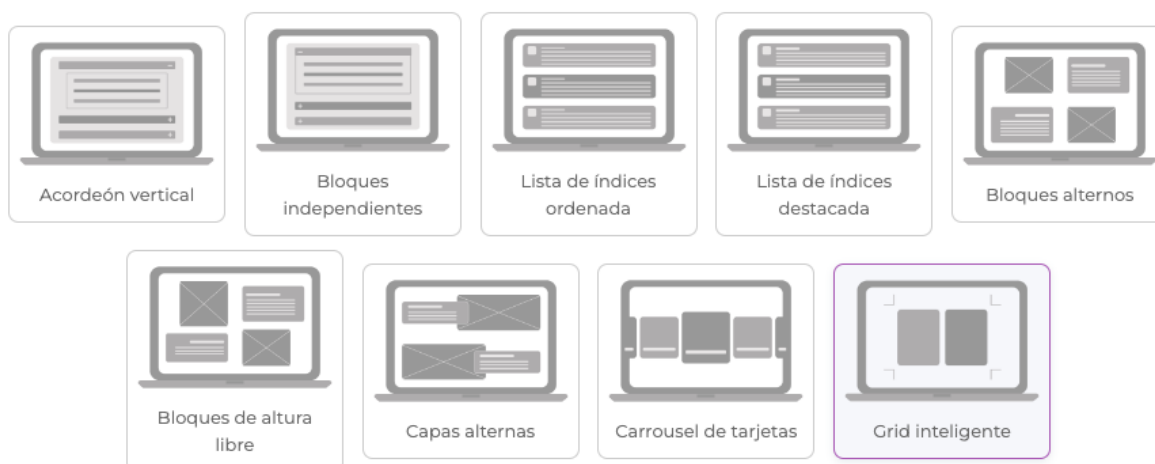 Acordeón vertical
Bloques
independientes
Lista de índices
ordenada
Lista de índices
destacada
Bloques alternos
Bloques de altura
libre
Capas alternas
Carrousel de tarjetas
Grid inteligente